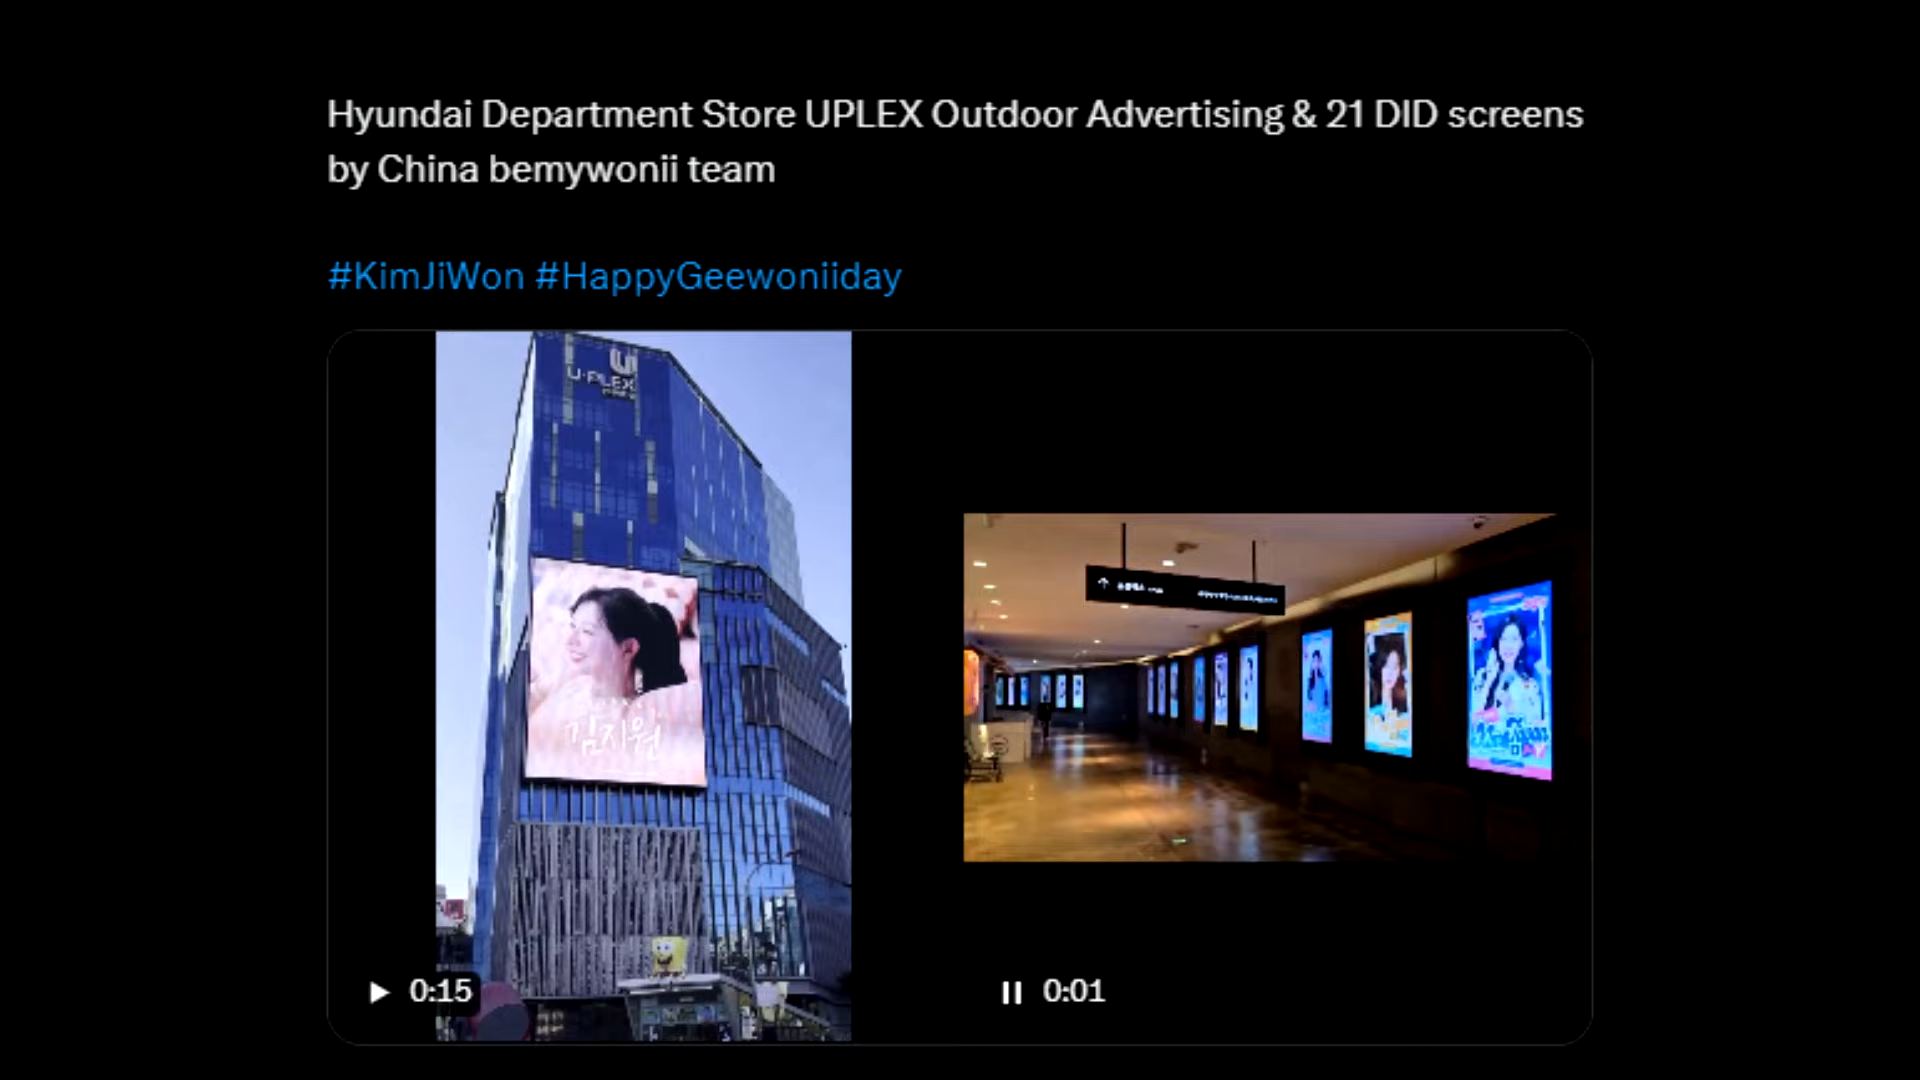 Hyundai Department Store UPLEX Outdoor Advertising & 21 DID screens
by China bemywonii team
#KimJiWon #HappyGeewoniiday
U
U·PLEX
김지원
0:15
0:01